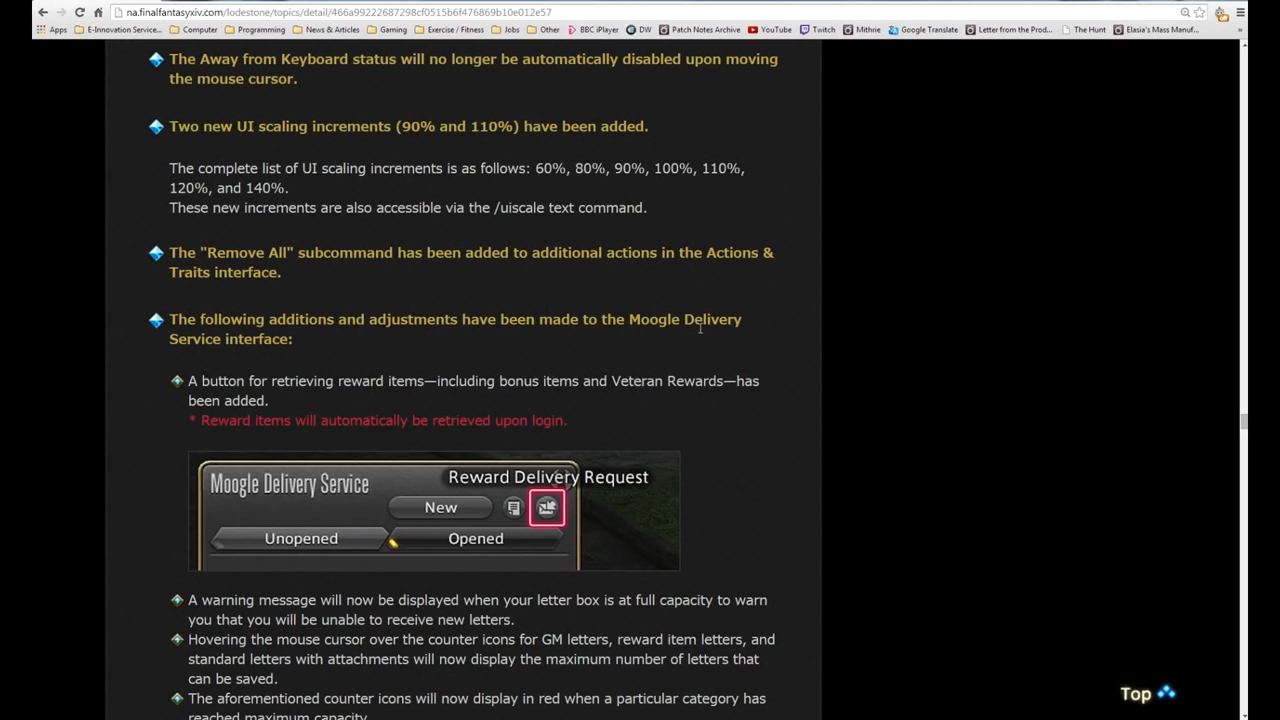 na.finalfantasyxiv.com/lodestone/topics/detail/466a99222687298cf0515b6f476869b10e012e57
Apps E-Innovation Service... Computer Programming News & Articles Gaming Exercise / Fitness Jobs Other BBC iPlayer DW Patch Notes Archive YouTube Twitch Mithrie Google Translate Letter from the Prod... The Hunt Elasia's Mass Manuf...
The Away from Keyboard status will no longer be automatically disabled upon moving
the mouse cursor.
Two new UI scaling increments (90% and 110%) have been added.
The complete list of UI scaling increments is as follows: 60%, 80%, 90%, 100%, 110%,
120%, and 140%.
These new increments are also accessible via the /uiscale text command.
The "Remove All" subcommand has been added to additional actions in the Actions &
Traits interface.
The following additions and adjustments have been made to the Moogle Delivery
Service interface:
A button for retrieving reward items—including bonus items and Veteran Rewards—has
been added.
* Reward items will automatically be retrieved upon login.
Moogle Delivery Service
Reward Delivery Request
New
Unopened Opened
A warning message will now be displayed when your letter box is at full capacity to warn
you that you will be unable to receive new letters.
Hovering the mouse cursor over the counter icons for GM letters, reward item letters, and
standard letters with attachments will now display the maximum number of letters that
can be saved.
The aforementioned counter icons will now display in red when a particular category has
reached maximum capacity.
Top